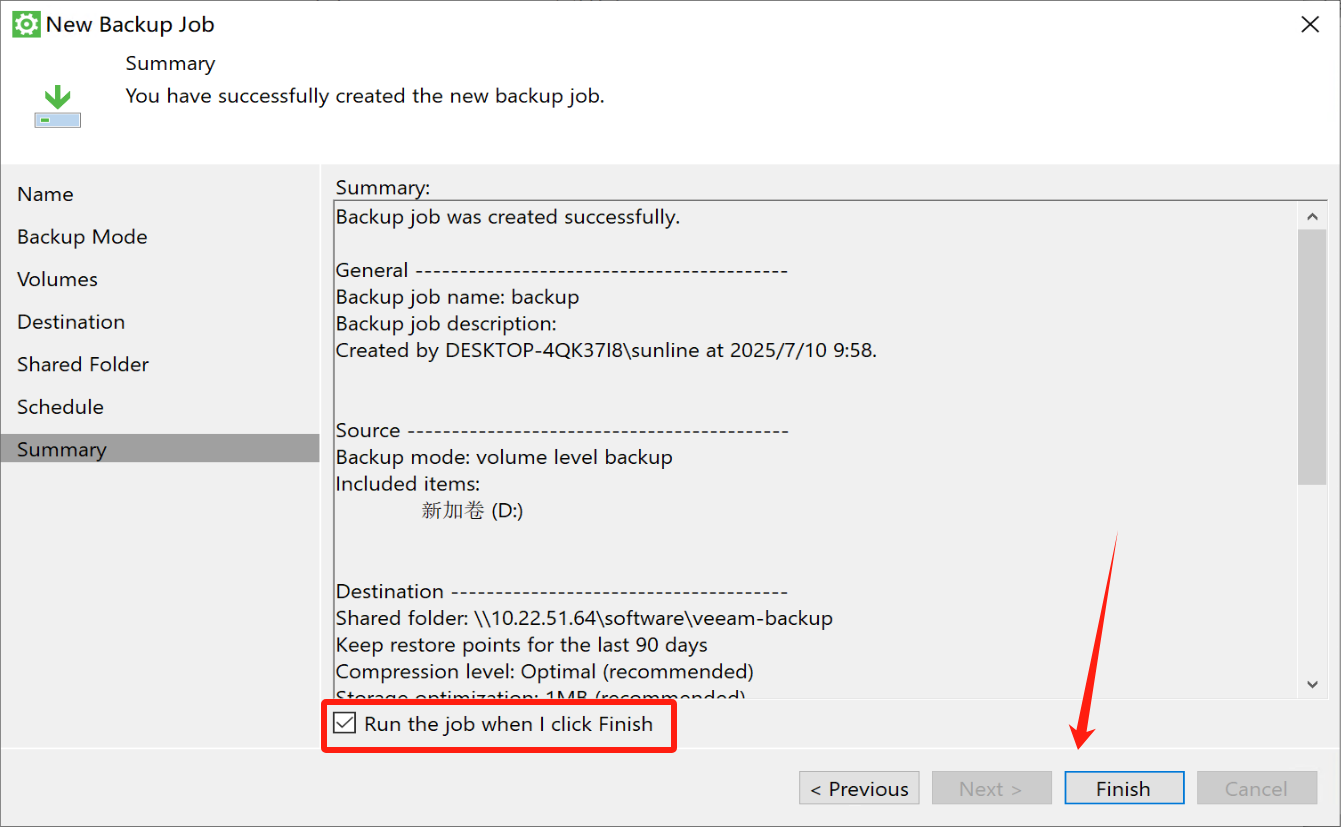 New Backup Job
Summary
You have successfully created the new backup job.
Name
Backup Mode
Volumes
Destination
Shared Folder
Schedule
Summary
Summary:
Backup job was created successfully.
General ------------------------------------------
Backup job name: backup
Backup job description:
Created by DESKTOP-4QK37I8\sunline at 2025/7/10 9:58.
Source -------------------------------------------
Backup mode: volume level backup
Included items:
新加卷 (D:)
Destination --------------------------------------
Shared folder: \\10.22.51.64\software\veeam-backup
Keep restore points for the last 90 days
Compression level: Optimal (recommended)
Storage optimization: 1MB (recommended)
Run the job when I click Finish
< Previous
Next >
Finish
Cancel